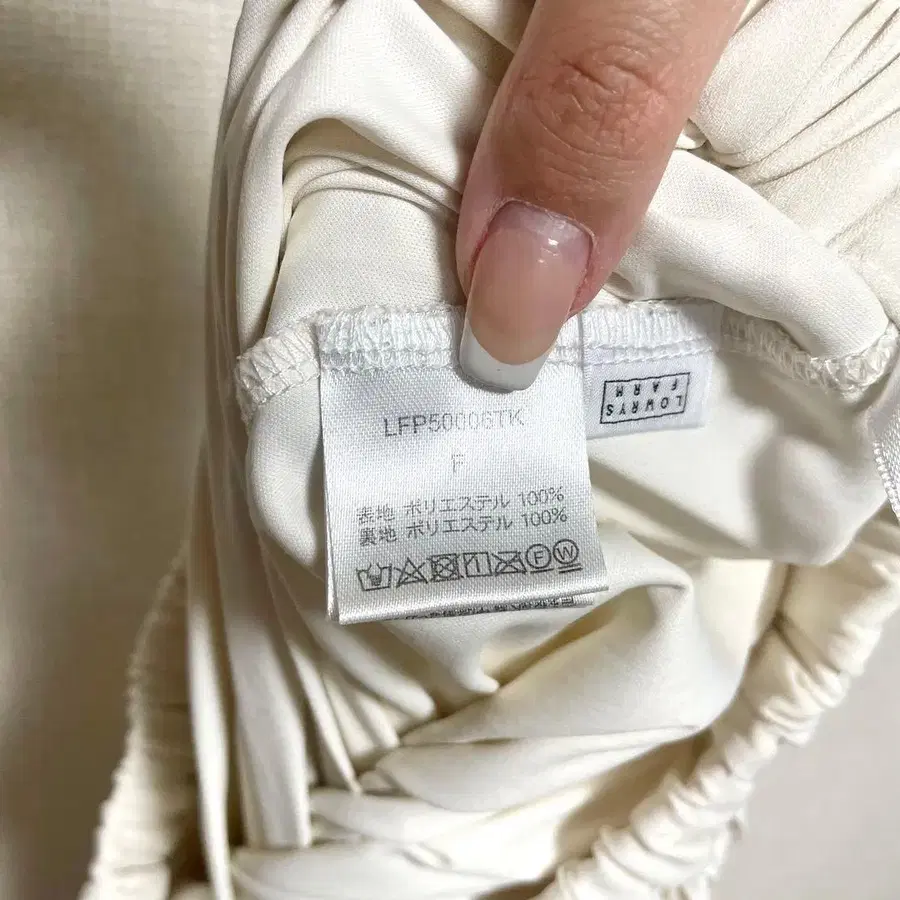 LFP50006TK
F
表地 ポリエステル 100%
裏地 ポリエステル 100%
F W
LOWRYS
FARM